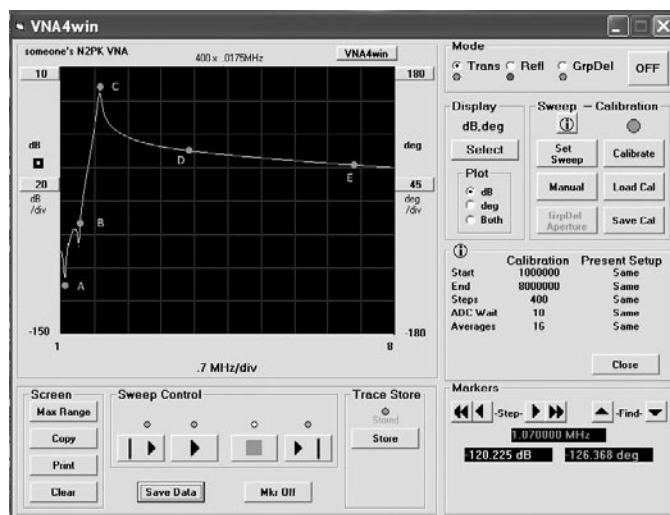 VNA4win
someone's N2PK VNA
400 x .0175MHz
VNA4win
10
180
dB
deg
20
45
dB
/div
deg
/div
-150
-180
A
B
C
D
E
1
8
.7 MHz/div
Mode
Trans
Refl
GrpDel
OFF
Display
dB,deg
Select
Plot
dB
deg
Both
Sweep
Calibration
Set
Sweep
Calibrate
Manual
Load Cal
GrpDel
Aperture
Save Cal
Calibration Present Setup
Start 1000000 Same
End 8000000 Same
Steps 400 Same
ADC Wait 10 Same
Averages 16 Same
Close
Screen
Max Range
Copy
Print
Clear
Sweep Control
Save Data
Mkr Off
Trace Store
Stored
Store
Markers
-Step-
-Find-
1.070000 MHz
-120.225 dB
-126.368 deg